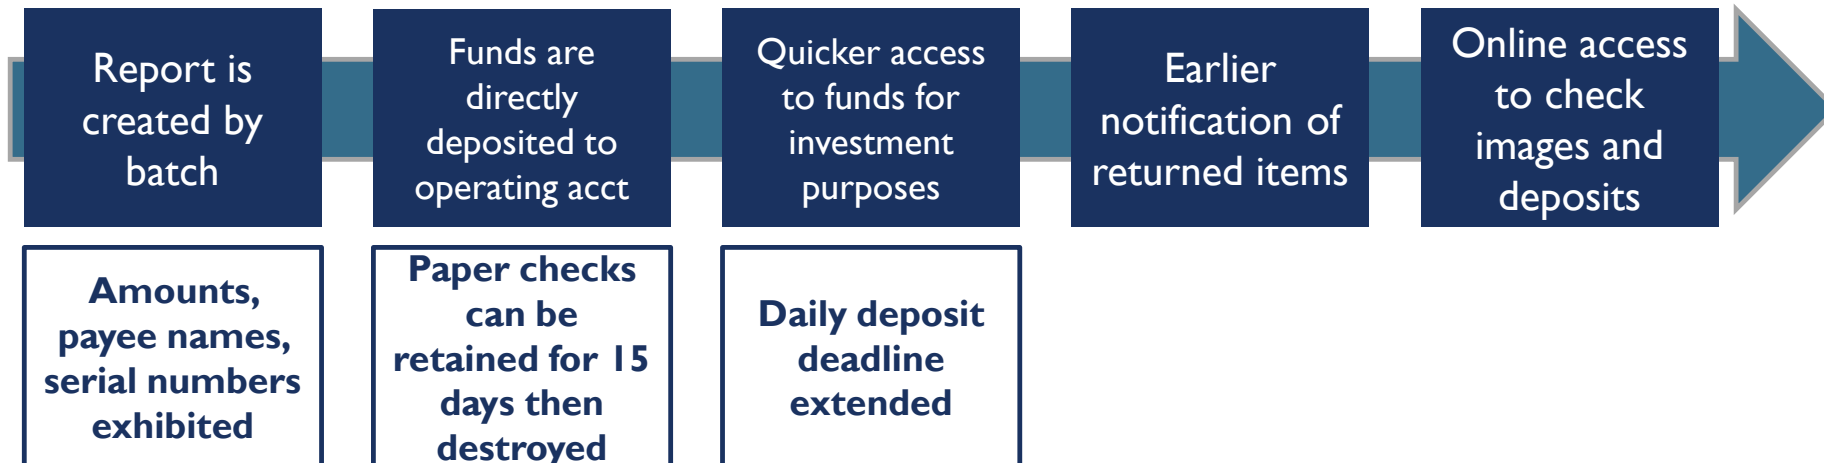 Report is
created by
batch
Funds are
directly
deposited to
operating acct
Quicker access
to funds for
investment
purposes
Earlier
notification of
returned items
Online access
to check
images and
deposits
Amounts,
payee names,
serial numbers
exhibited
Paper checks
can be
retained for 15
days then
destroyed
Daily deposit
deadline
extended